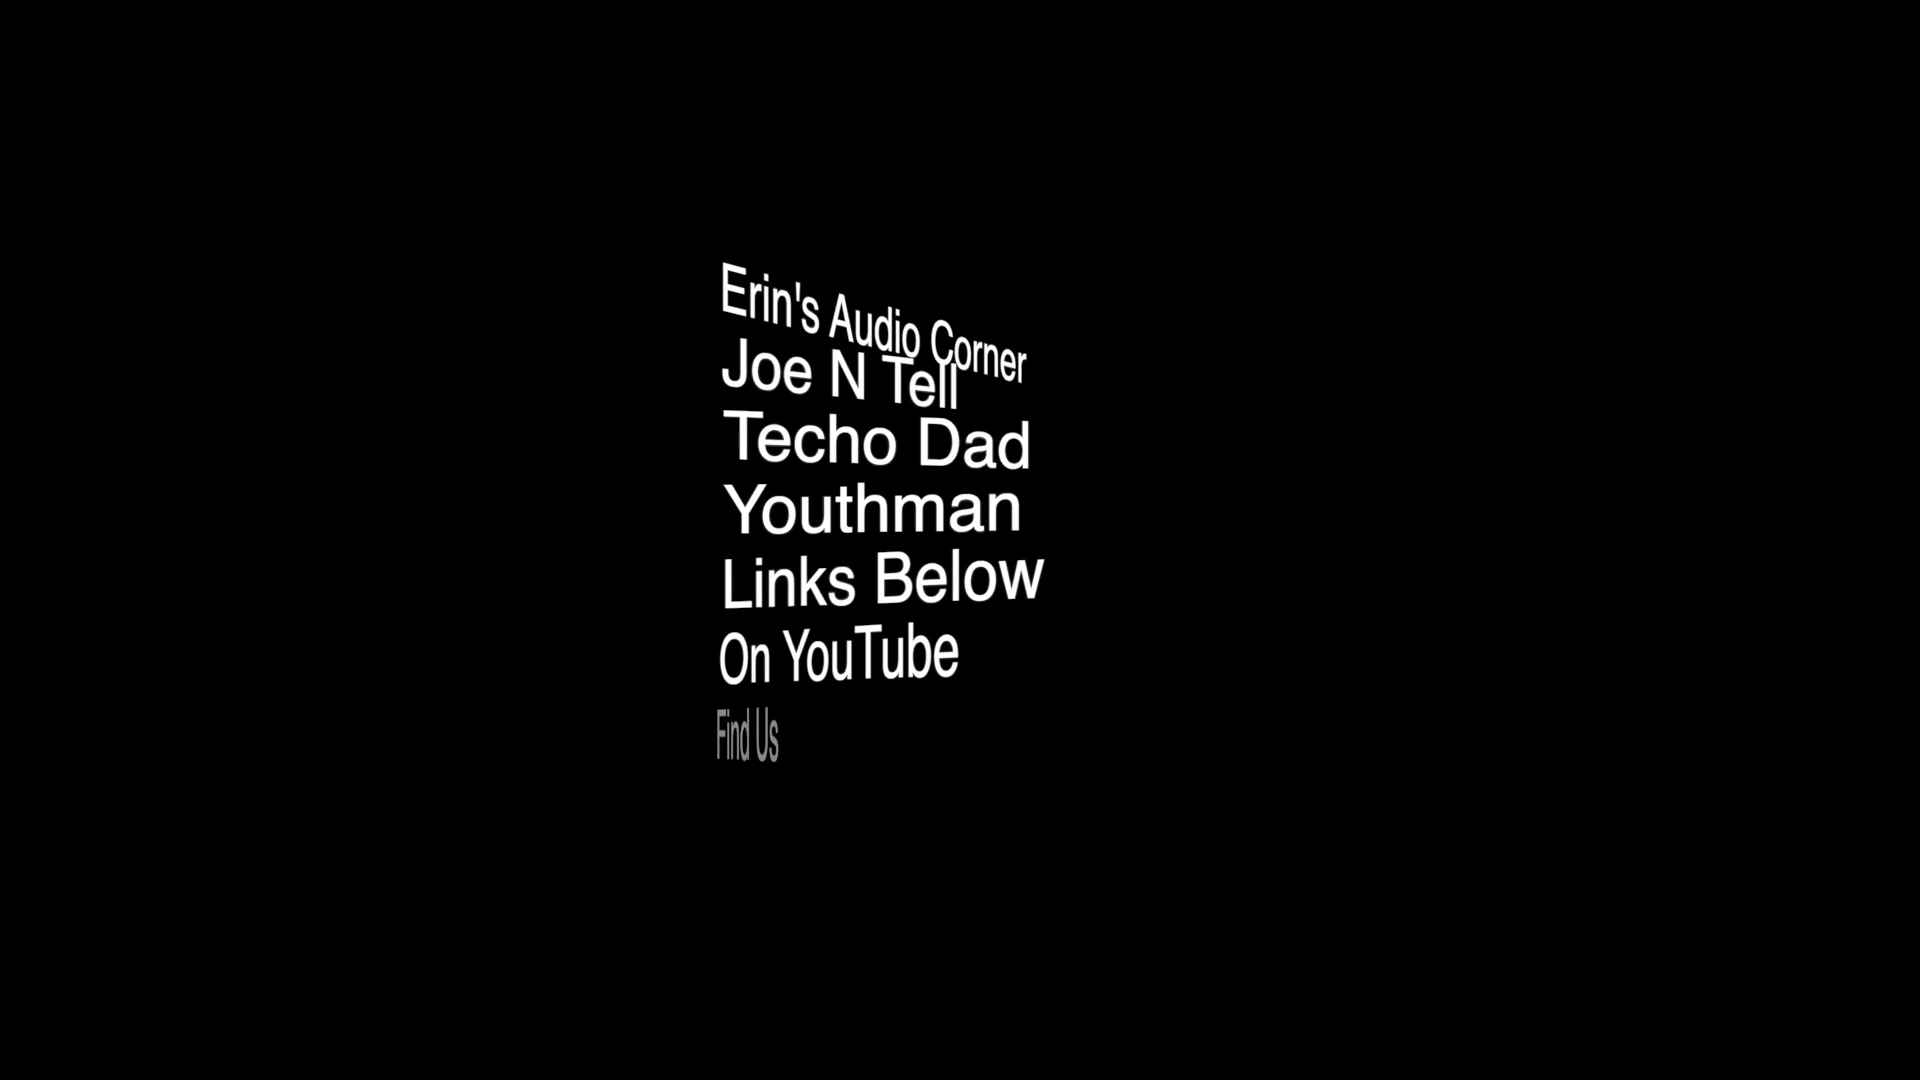 Erin's Audio Corner
Joe N Tell
Techo Dad
Youthman
Links Below
On YouTube
Find Us